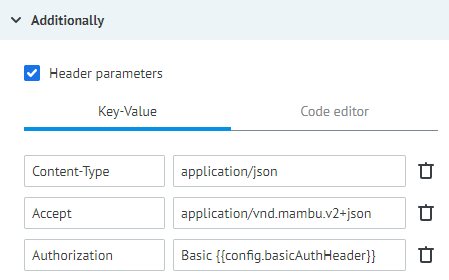 Additionally
Header parameters
Key-Value Code editor
Content-Type application/json
Accept application/vnd.mambu.v2+json
Authorization Basic {{config.basicAuthHeader}}